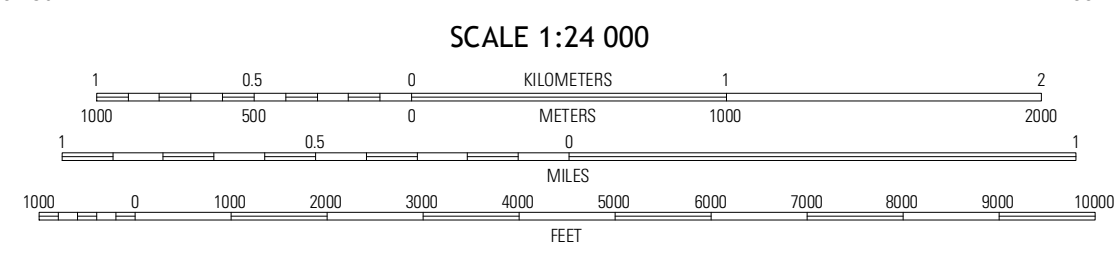 SCALE 1:24 000
1 0.5 0 KILOMETERS 1 2
1000 500 0 METERS 1000 2000
1 0.5 0 1
MILES
1000 0 1000 2000 3000 4000 5000 6000 7000 8000 9000 10000
FEET